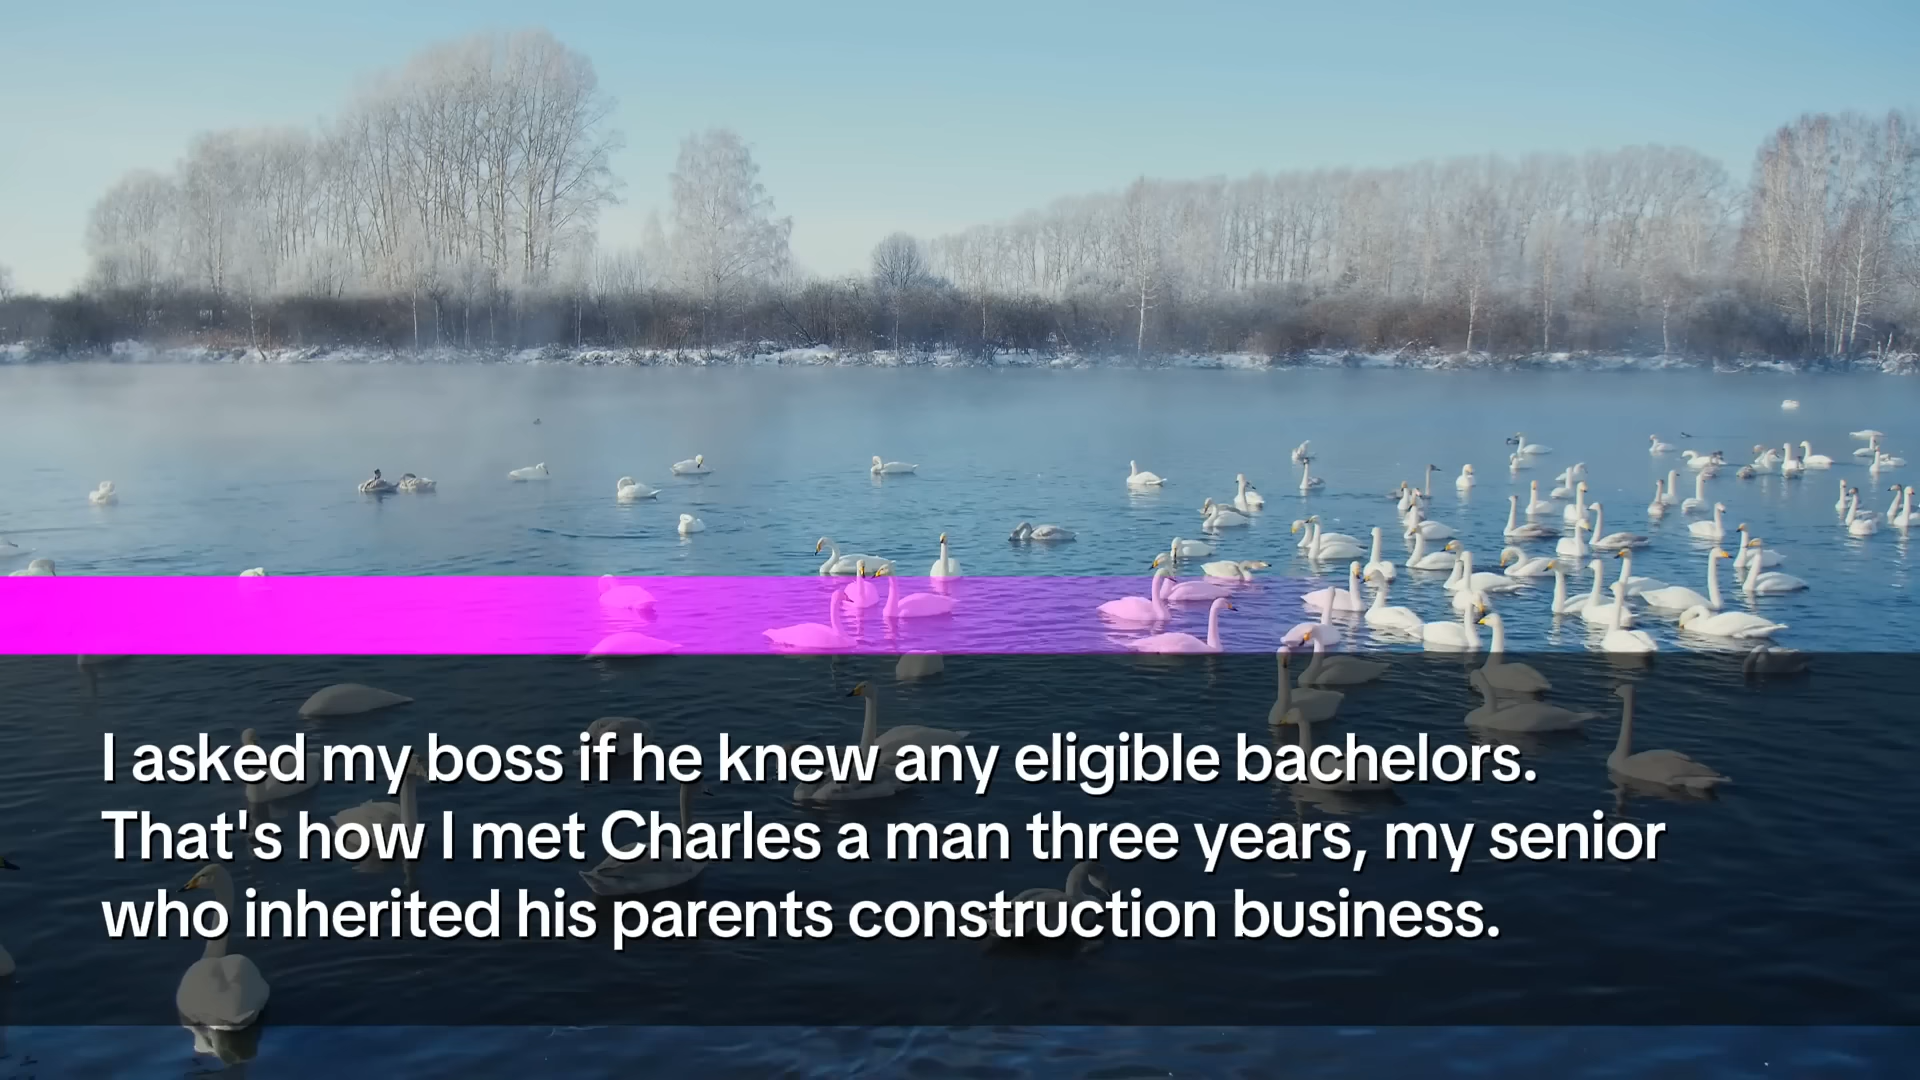 I asked my boss if he knew any eligible bachelors.
That's how I met Charles a man three years, my senior
who inherited his parents construction business.